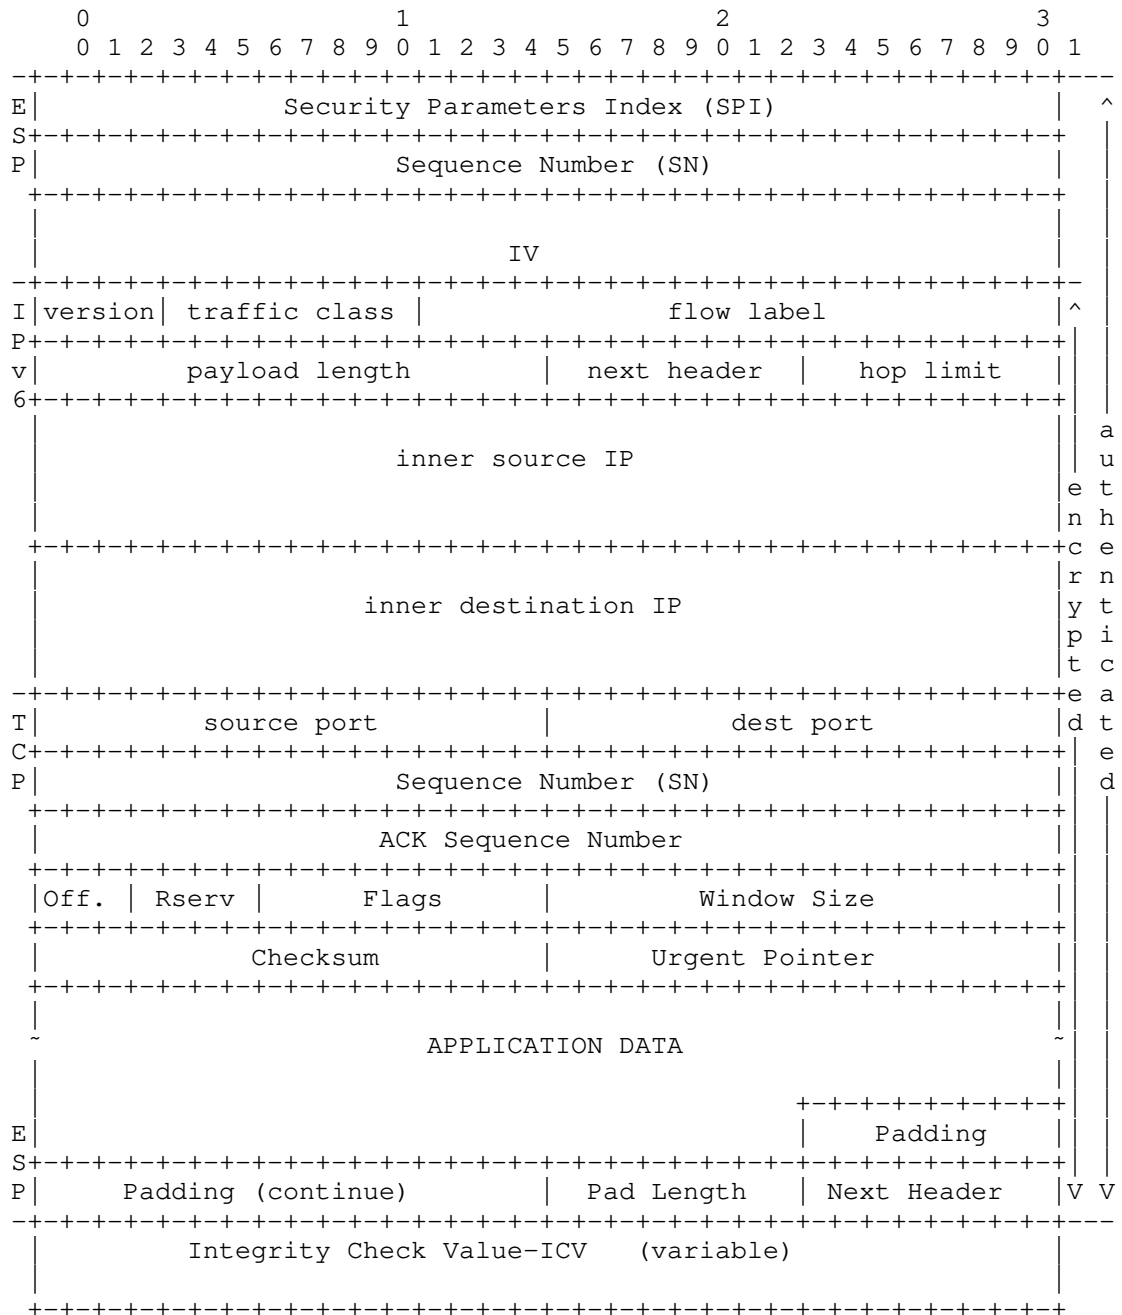 0                   1                   2                   3
0 1 2 3 4 5 6 7 8 9 0 1 2 3 4 5 6 7 8 9 0 1 2 3 4 5 6 7 8 9 0 1
-+-+-+-+-+-+-+-+-+-+-+-+-+-+-+-+-+-+-+-+-+-+-+-+-+-+-+-+-+-+-+-+-+---
E|               Security Parameters Index (SPI)                 |  ^
S+-+-+-+-+-+-+-+-+-+-+-+-+-+-+-+-+-+-+-+-+-+-+-+-+-+-+-+-+-+-+-+-+  |
P|                      Sequence Number (SN)                     |  |
 +-+-+-+-+-+-+-+-+-+-+-+-+-+-+-+-+-+-+-+-+-+-+-+-+-+-+-+-+-+-+-+-+  |
 |                                                               |  |
 |                             IV                                |  |
-+-+-+-+-+-+-+-+-+-+-+-+-+-+-+-+-+-+-+-+-+-+-+-+-+-+-+-+-+-+-+-+-+- |
I|version| traffic class |               flow label              |^ |
P+-+-+-+-+-+-+-+-+-+-+-+-+-+-+-+-+-+-+-+-+-+-+-+-+-+-+-+-+-+-+-+-+| |
v|         payload length        |  next header  |   hop limit   || |
6+-+-+-+-+-+-+-+-+-+-+-+-+-+-+-+-+-+-+-+-+-+-+-+-+-+-+-+-+-+-+-+-+| |
 |                                                               || a
 |                      inner source IP                          || u
 |                                                               |e t
 |                                                               |n h
 +-+-+-+-+-+-+-+-+-+-+-+-+-+-+-+-+-+-+-+-+-+-+-+-+-+-+-+-+-+-+-+-+c e
 |                                                               |r n
 |                    inner destination IP                       |y t
 |                                                               |p i
 |                                                               |t c
-+-+-+-+-+-+-+-+-+-+-+-+-+-+-+-+-+-+-+-+-+-+-+-+-+-+-+-+-+-+-+-+-+e a
T|          source port          |           dest port           |d t
C+-+-+-+-+-+-+-+-+-+-+-+-+-+-+-+-+-+-+-+-+-+-+-+-+-+-+-+-+-+-+-+-+| e
P|                      Sequence Number (SN)                     || d
 +-+-+-+-+-+-+-+-+-+-+-+-+-+-+-+-+-+-+-+-+-+-+-+-+-+-+-+-+-+-+-+-+| |
 |                     ACK Sequence Number                       || |
 +-+-+-+-+-+-+-+-+-+-+-+-+-+-+-+-+-+-+-+-+-+-+-+-+-+-+-+-+-+-+-+-+| |
 |Off. | Rserv |      Flags      |         Window Size           || |
 +-+-+-+-+-+-+-+-+-+-+-+-+-+-+-+-+-+-+-+-+-+-+-+-+-+-+-+-+-+-+-+-+| |
 |             Checksum          |      Urgent Pointer           || |
 +-+-+-+-+-+-+-+-+-+-+-+-+-+-+-+-+-+-+-+-+-+-+-+-+-+-+-+-+-+-+-+-+| |
 |                                                               || |
 ~                        APPLICATION DATA                       ~| |
 |                                                               || |
 |                                               +-+-+-+-+-+-+-+-+| |
E|                                               |    Padding    || |
S+-+-+-+-+-+-+-+-+-+-+-+-+-+-+-+-+-+-+-+-+-+-+-+-+-+-+-+-+-+-+-+-+| |
P|     Padding (continue)        |  Pad Length   | Next Header   |V V
-+-+-+-+-+-+-+-+-+-+-+-+-+-+-+-+-+-+-+-+-+-+-+-+-+-+-+-+-+-+-+-+-+---
 |         Integrity Check Value-ICV   (variable)                |
 |                                                               |
 +-+-+-+-+-+-+-+-+-+-+-+-+-+-+-+-+-+-+-+-+-+-+-+-+-+-+-+-+-+-+-+-+